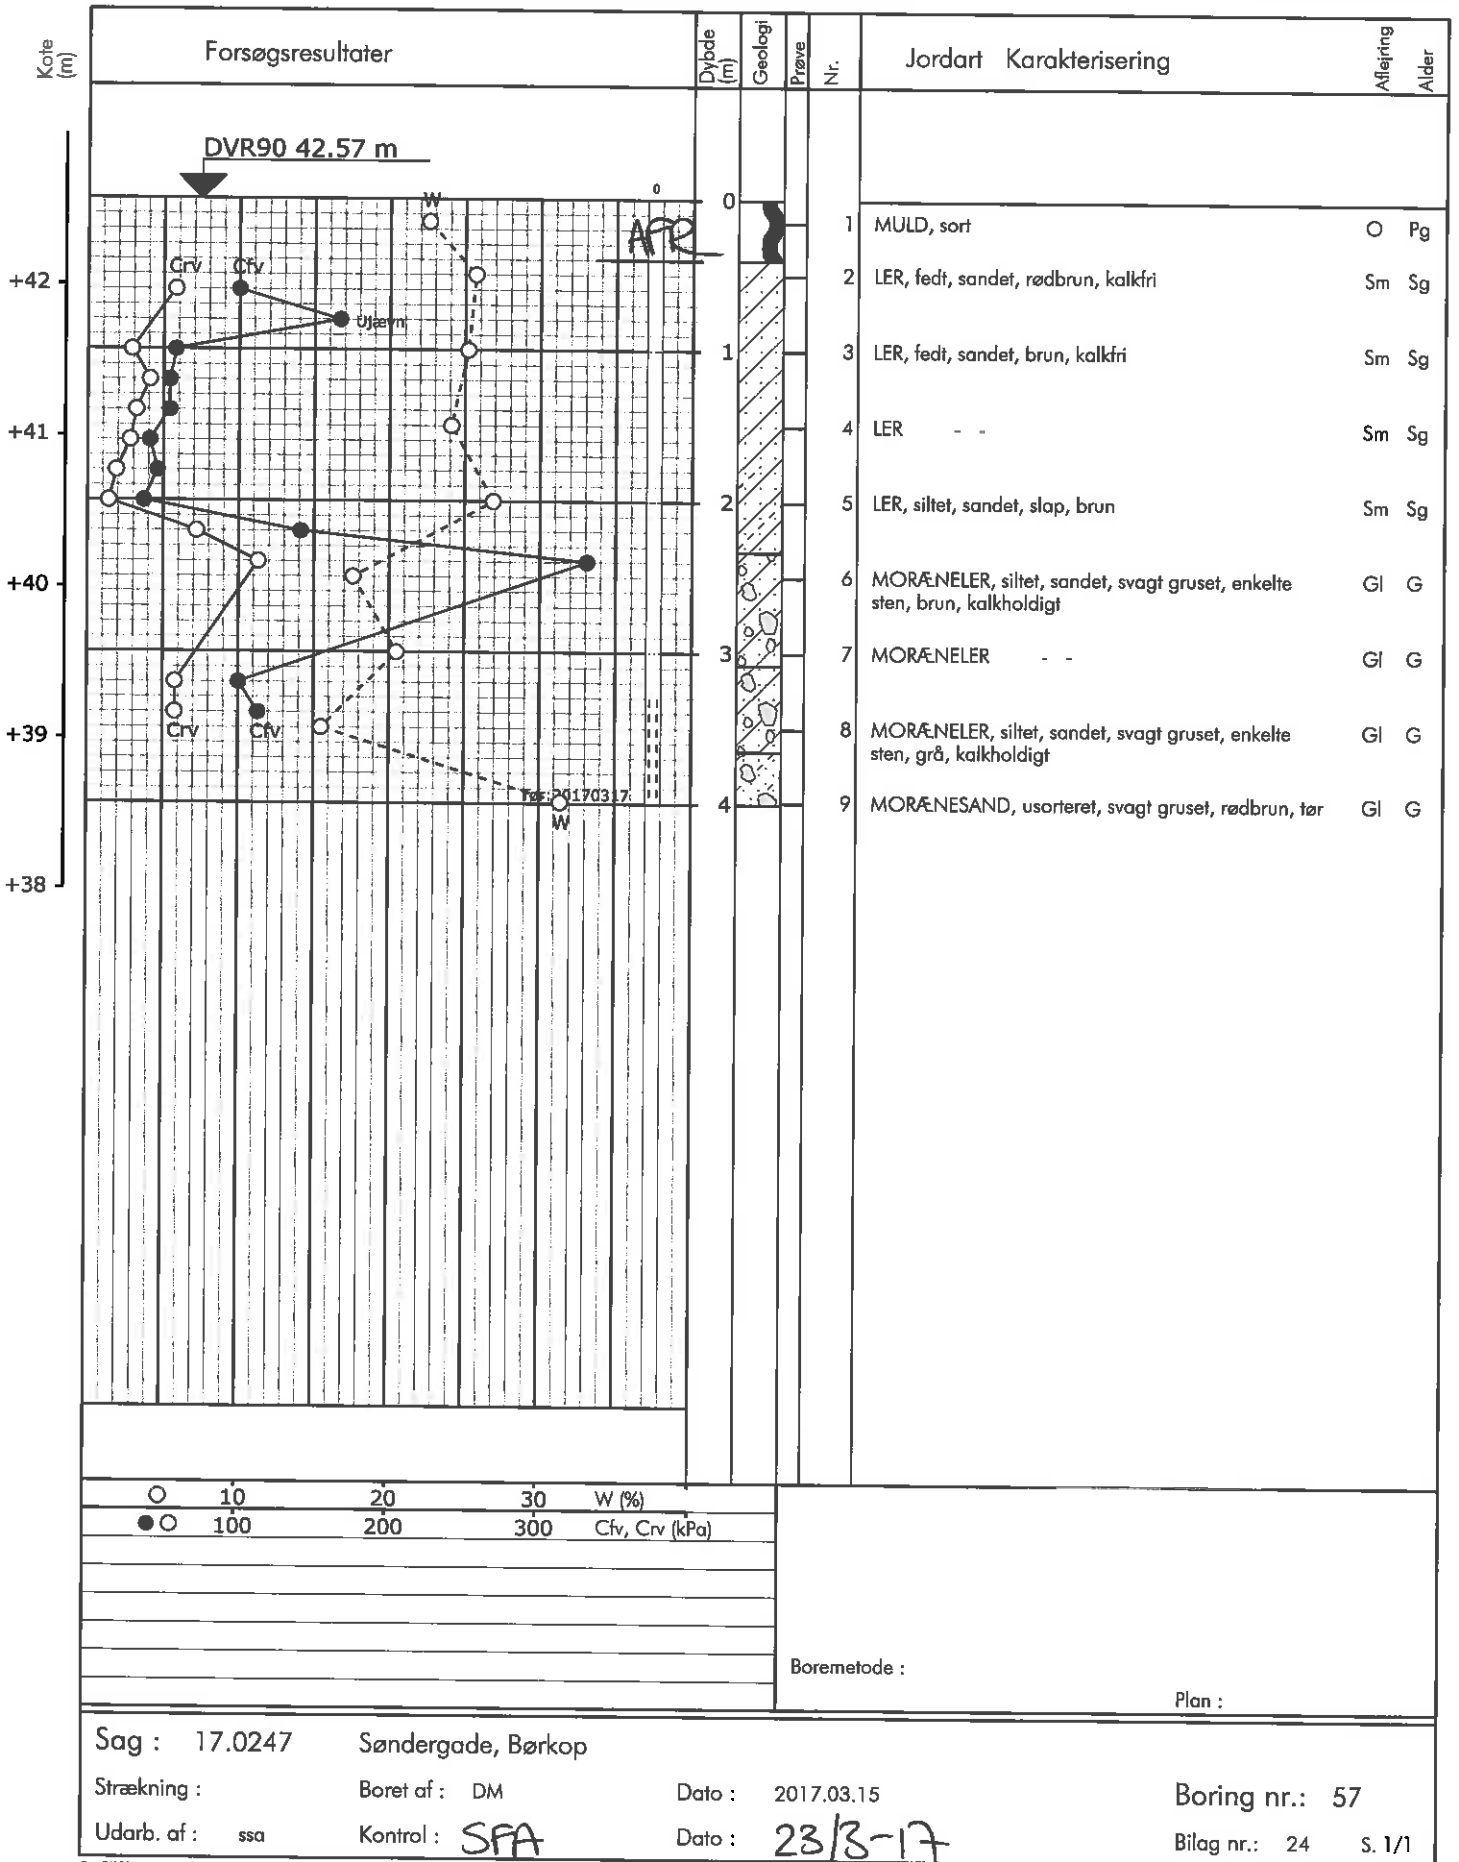 Kote (m)
Forsøgsresultater
Dybde (m)
Geologi
Prøve
Nr.
Jordart Karakterisering
Aflejring
Alder
DVR90 42.57 m
W
0
0
1 MULD, sort O Pg
Crv Cfv
+42
2 LER, fedt, sandet, rødbrun, kalkfri Sm Sg
Ujævn
1
3 LER, fedt, sandet, brun, kalkfri Sm Sg
+41
4 LER - - Sm Sg
2
5 LER, siltet, sandet, slap, brun Sm Sg
+40
6 MORÆNELER, siltet, sandet, svagt gruset, enkelte Gl G
sten, brun, kalkholdigt
3
7 MORÆNELER - - Gl G
+39
Crv Cfv
8 MORÆNELER, siltet, sandet, svagt gruset, enkelte Gl G
sten, grå, kalkholdigt
Tør 20170317
4
W
9 MORÆNESAND, usorteret, svagt gruset, rødbrun, tør Gl G
+38
10 20 30 W (%)
100 200 300 Cfv, Crv (kPa)
Boremetode :
Plan :
Sag : 17.0247 Søndergade, Børkop
Strækning : Boret af : DM Dato : 2017.03.15 Boring nr.: 57
Udarb. af : ssa Kontrol : SFA Dato : 23/3-17 Bilag nr.: 24 S. 1/1